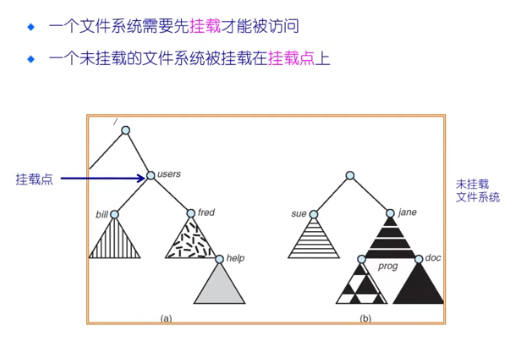 一个文件系统需要先挂载才能被访问
一个未挂载的文件系统被挂载在挂载点上
/
users
挂载点
bill
fred
help
(a)
sue
jane
prog
doc
(b)
未挂载
文件系统